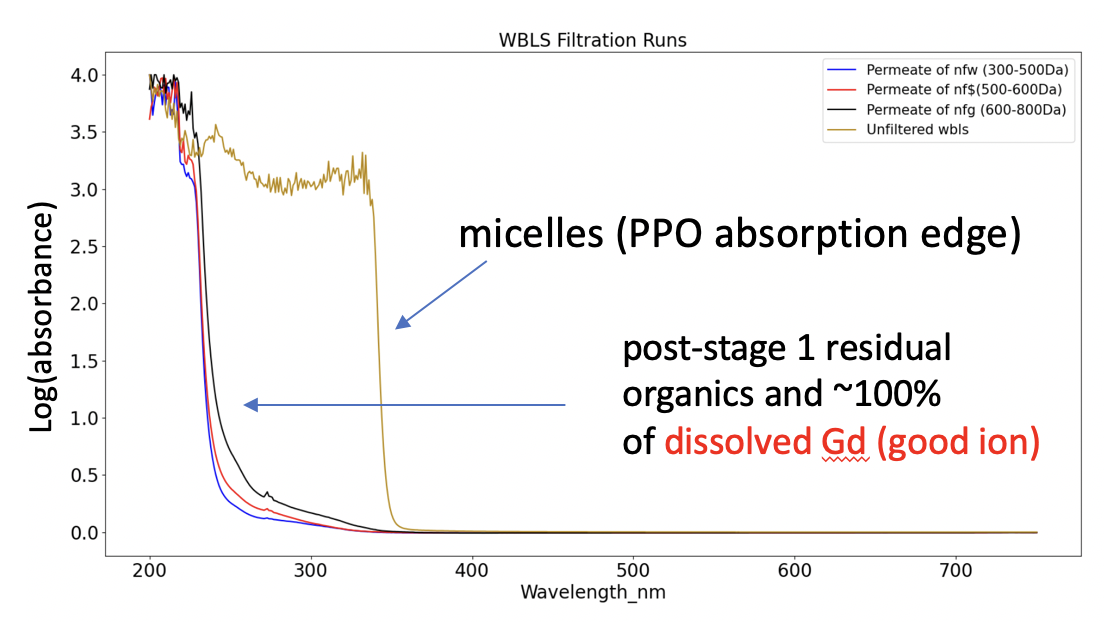 WBLS Filtration Runs
Permeate of nfw (300-500Da)
Permeate of nf$(500-600Da)
Permeate of nfg (600-800Da)
Unfiltered wbls
4.0
3.5
3.0
2.5
2.0
1.5
1.0
0.5
0.0
Log(absorbance)
micelles (PPO absorption edge)
post-stage 1 residual
organics and ~100%
of dissolved Gd (good ion)
200 300 400 500 600 700
Wavelength_nm